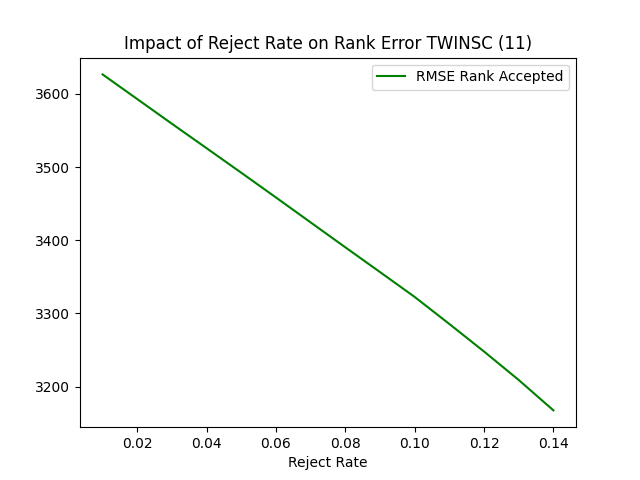 Impact of Reject Rate on Rank Error TWINSC (11)
RMSE Rank Accepted
3600
3500
3400
3300
3200
0.02 0.04 0.06 0.08 0.10 0.12 0.14
Reject Rate